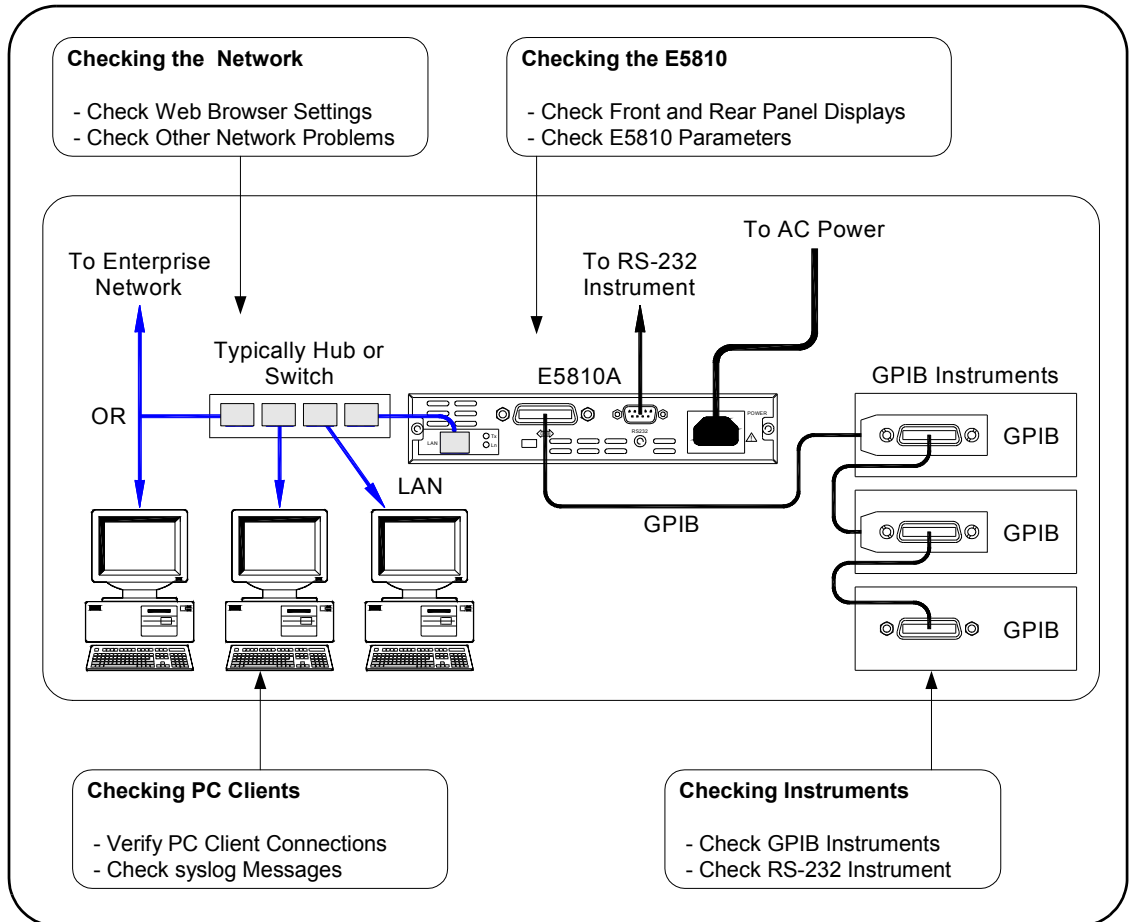 Checking the Network
- Check Web Browser Settings
- Check Other Network Problems
Checking the E5810
- Check Front and Rear Panel Displays
- Check E5810 Parameters
To Enterprise
Network
To RS-232
Instrument
To AC Power
Typically Hub or
Switch
E5810A
GPIB Instruments
OR
LAN
Tx
Ln
RS232
POWER
LAN
GPIB
GPIB
GPIB
GPIB
Checking PC Clients
- Verify PC Client Connections
- Check syslog Messages
Checking Instruments
- Check GPIB Instruments
- Check RS-232 Instrument